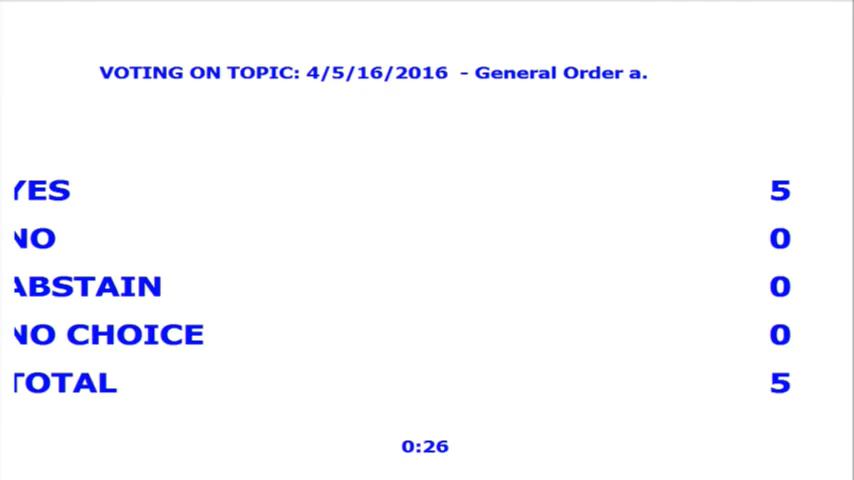 VOTING ON TOPIC: 4/5/16/2016 - General Order a.
YES 5
NO 0
ABSTAIN 0
NO CHOICE 0
TOTAL 5
0:26